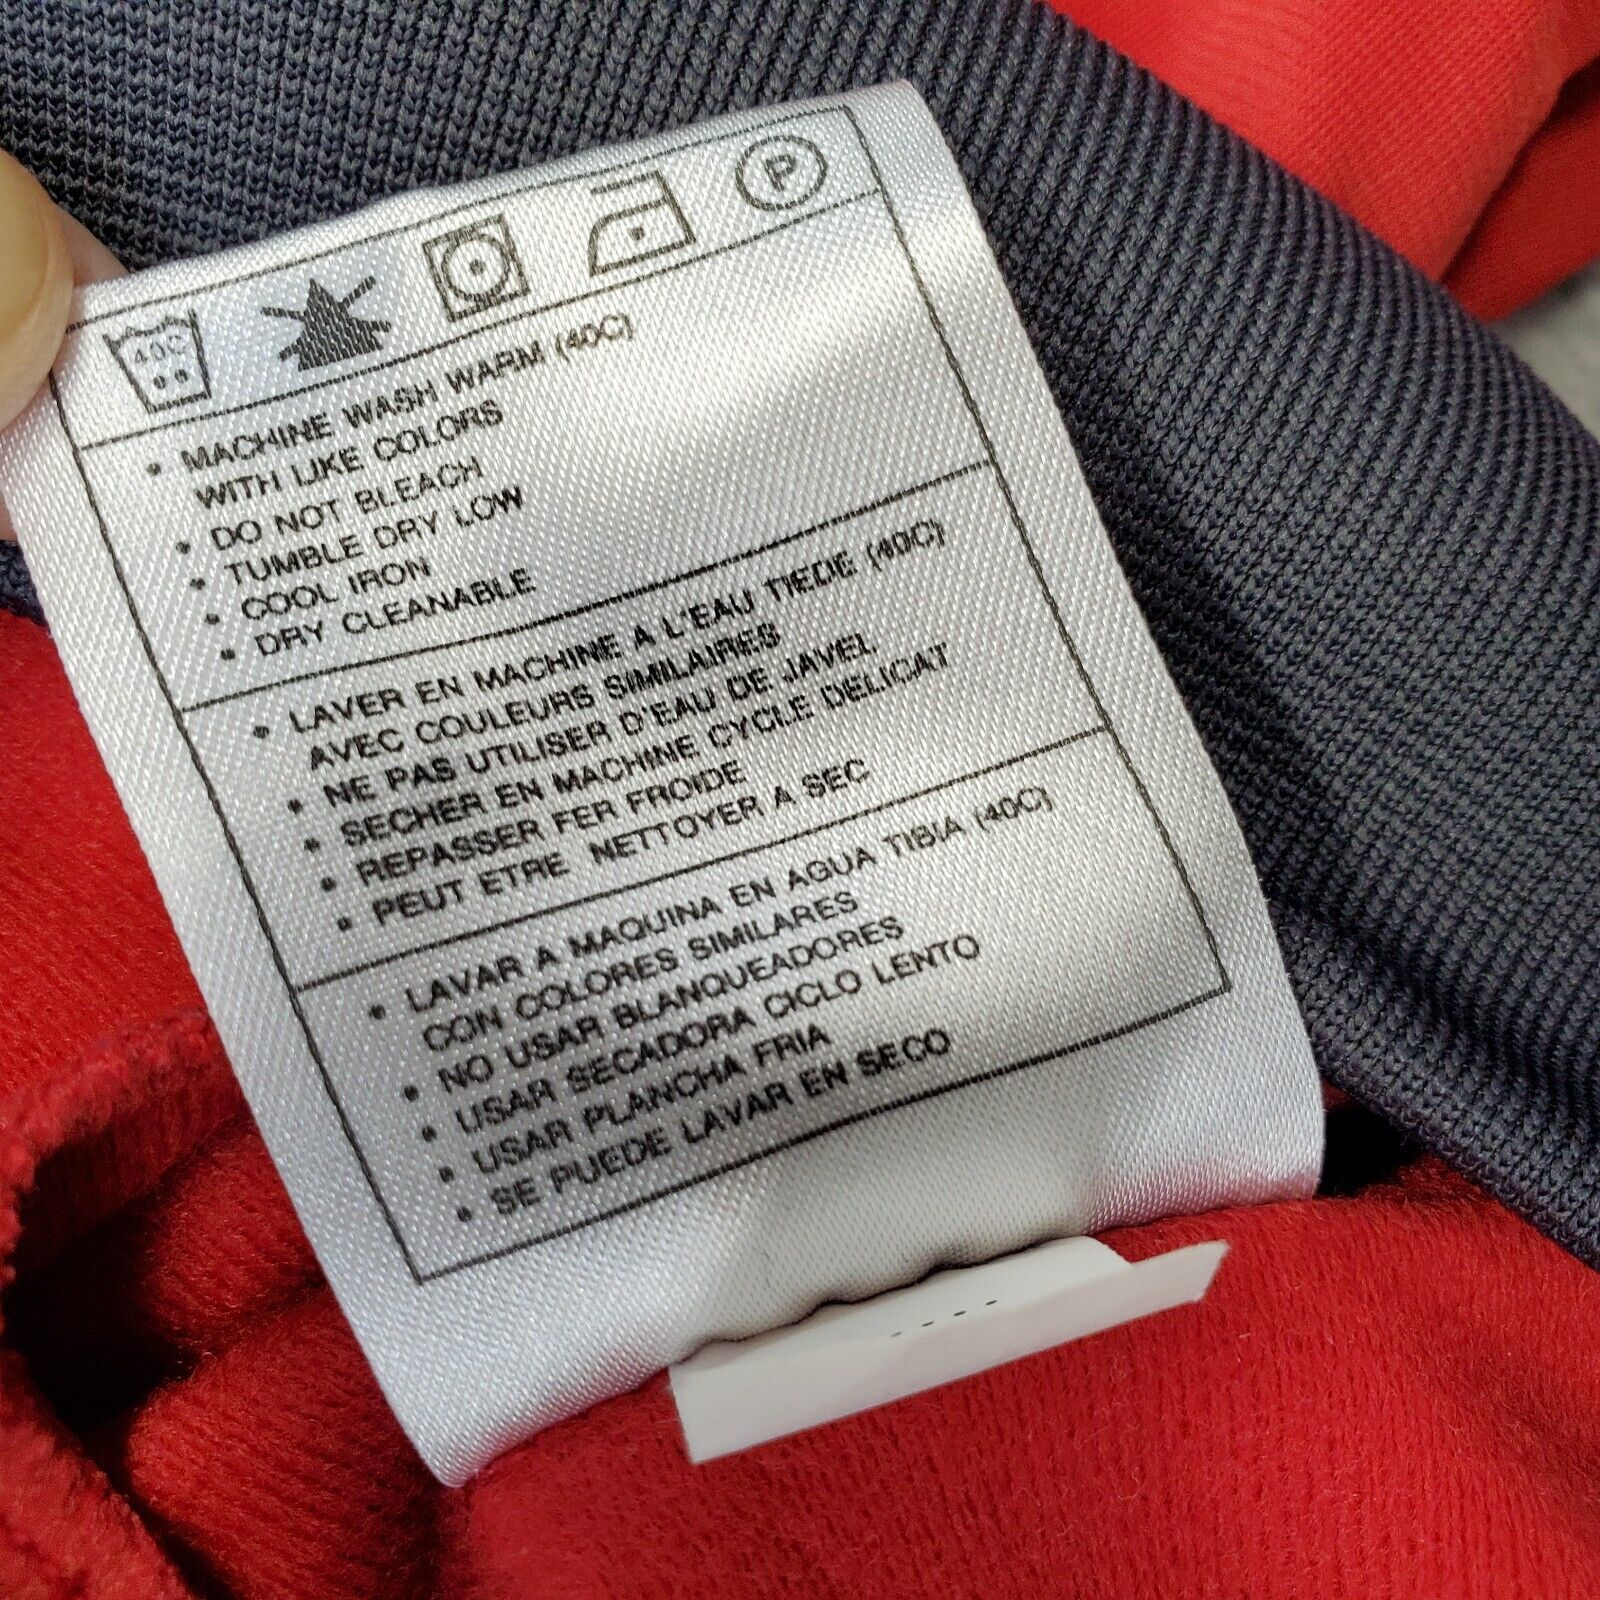 40C
P
• MACHINE WASH WARM (40C)
WITH LIKE COLORS
• DO NOT BLEACH
• TUMBLE DRY LOW
• COOL IRON
• DRY CLEANABLE
• LAVER EN MACHINE A L'EAU TIEDE (40C)
AVEC COULEURS SIMILAIRES
• NE PAS UTILISER D'EAU DE JAVEL
• SECHER EN MACHINE CYCLE DELICAT
• REPASSER FER FROIDE
• PEUT ETRE NETTOYER A SEC
• LAVAR A MAQUINA EN AGUA TIBIA (40C)
CON COLORES SIMILARES
• NO USAR BLANQUEADORES
• USAR SECADORA CICLO LENTO
• USAR PLANCHA FRIA
• SE PUEDE LAVAR EN SECO